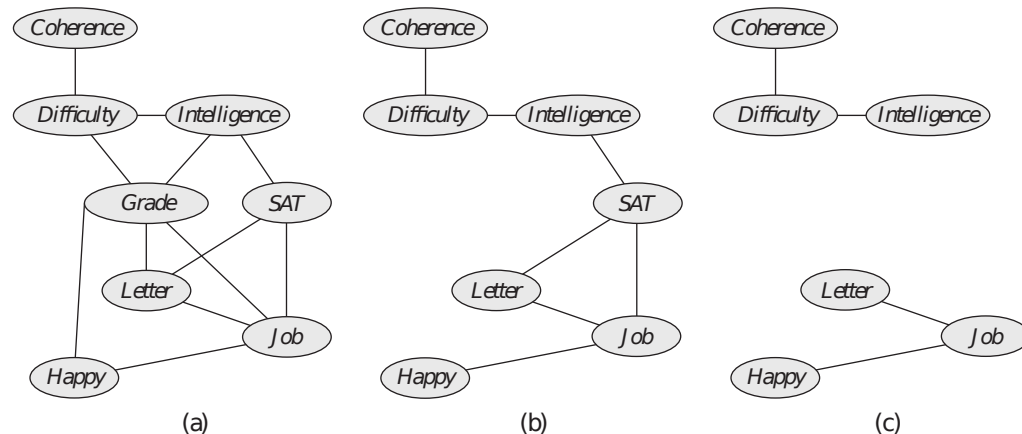 Coherence Coherence Coherence
Difficulty Intelligence Difficulty Intelligence Difficulty Intelligence
Grade SAT SAT
Letter Letter Letter
Job Job Job
Happy Happy Happy
(a) (b) (c)